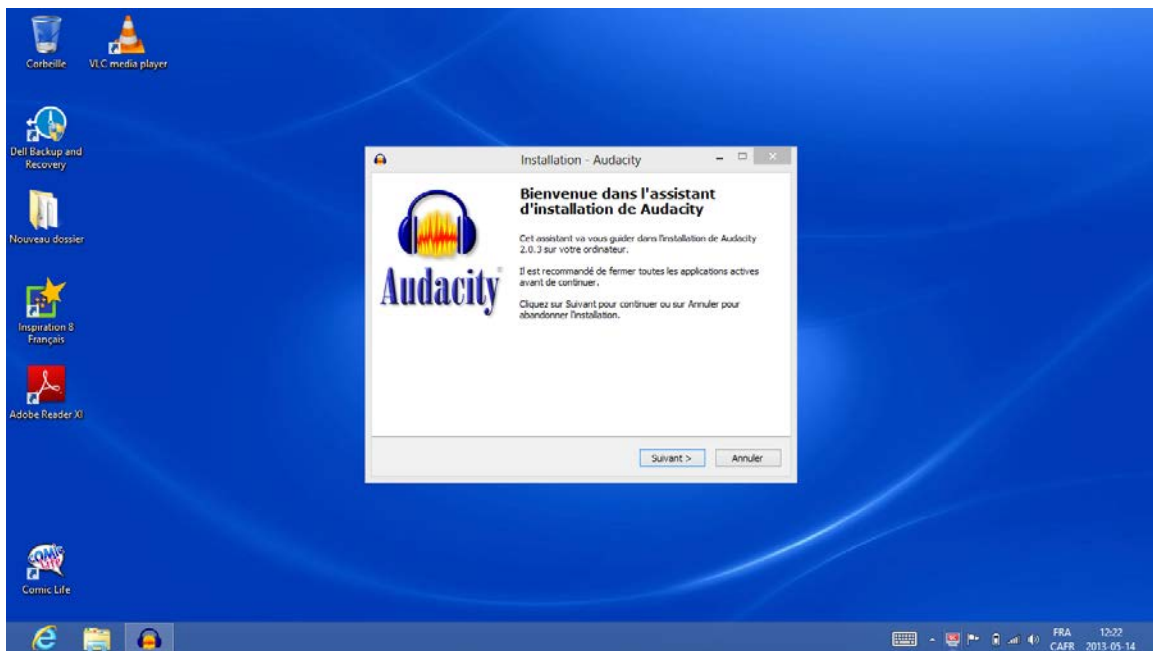 Corbeille
VLC media player
Dell Backup and
Recovery
Nouveau dossier
Inspiration 8
Français
Adobe Reader XI
Comic Life
Installation - Audacity
Audacity
Bienvenue dans l'assistant
d'installation de Audacity
Cet assistant va vous guider dans l'installation de Audacity
2.0.3 sur votre ordinateur.
Il est recommandé de fermer toutes les applications actives
avant de continuer.
Cliquez sur Suivant pour continuer ou sur Annuler pour
abandonner l'installation.
Suivant >
Annuler
FRA
CAFR
12:22
2013-05-14